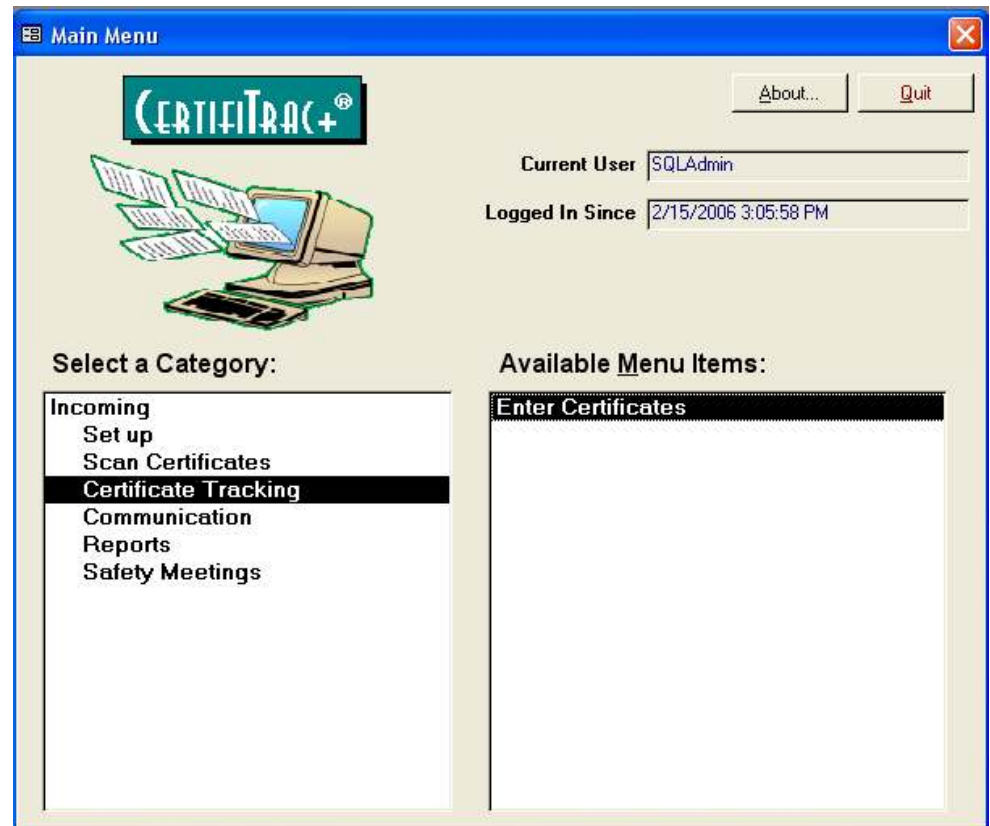 Main Menu
CERTIFITRAC+®
About... Quit
Current User SQLAdmin
Logged In Since 2/15/2006 3:05:58 PM
Select a Category:
Incoming
Set up
Scan Certificates
Certificate Tracking
Communication
Reports
Safety Meetings
Available Menu Items:
Enter Certificates